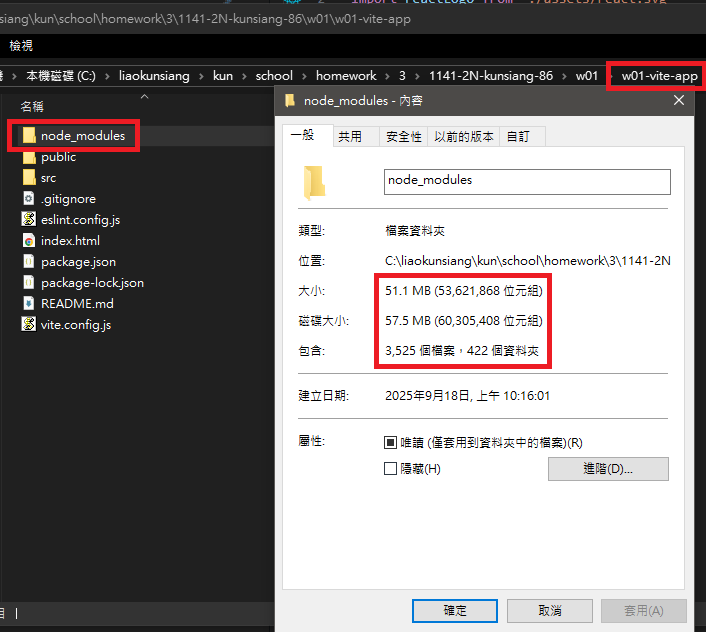 import reactLogo from './assets/react.svg'
siang\kun\school\homework\3\1141-2N-kunsiang-86\w01\w01-vite-app
檢視
本機磁碟 (C:) › liaokunsiang › kun › school › homework › 3 › 1141-2N-kunsiang-86 › w01 › w01-vite-app
名稱
node_modules
public
src
.gitignore
eslint.config.js
index.html
package.json
package-lock.json
README.md
vite.config.js
node_modules - 內容
一般 共用 安全性 以前的版本 自訂
node_modules
類型: 檔案資料夾
位置: C:\liaokunsiang\kun\school\homework\3\1141-2N
大小: 51.1 MB (53,621,868 位元組)
磁碟大小: 57.5 MB (60,305,408 位元組)
包含: 3,525 個檔案，422 個資料夾
建立日期: 2025年9月18日, 上午 10:16:01
屬性: 唯讀 (僅套用到資料夾中的檔案)(R)
隱藏(H)
進階(D)...
確定 取消 套用(A)